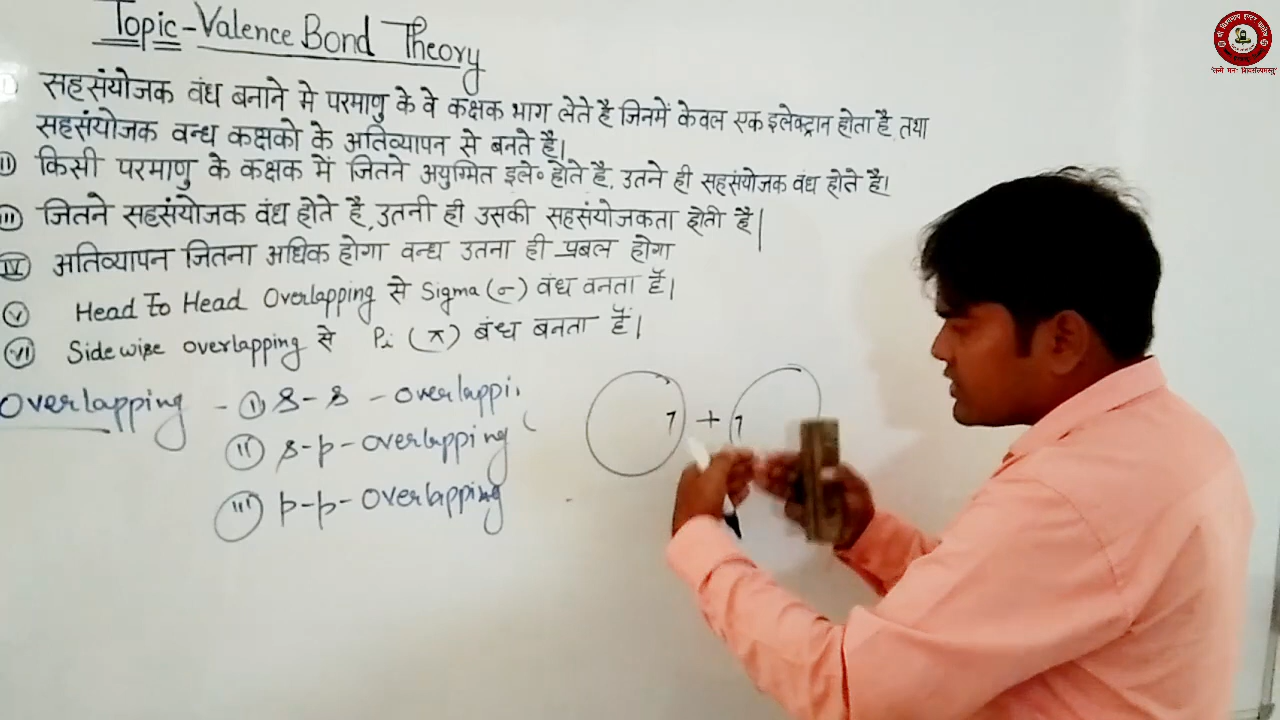 Topic-Valence Bond Theory
सहसंयोजक वंध बनाने मे परमाणु के वे कक्षक भाग लेते है जिनमें केवल एक इलेक्ट्रान होता है, तथा
सहसंयोजक वन्ध कक्षको के अतिव्यापन से बनते है।
II किसी परमाणु के कक्षक में जितने अयुग्मित इले० होते है, उतने ही सहसंयोजक वंध होते है।
III जितने सहसंयोजक वंध होते है, उतनी ही उसकी सहसंयोजकता होती है।
IV अतिव्यापन जितना अधिक होगा वन्ध उतना ही प्रबल होगा
V Head to Head Overlapping से Sigma (σ) वंध वनता हैं।
VI Sidewise overlapping से Pi (π) बंध बनता हैं।
Overlapping - I s-s - overlappi
II s-p-overlapping
III p-p-overlapping
1 + 1